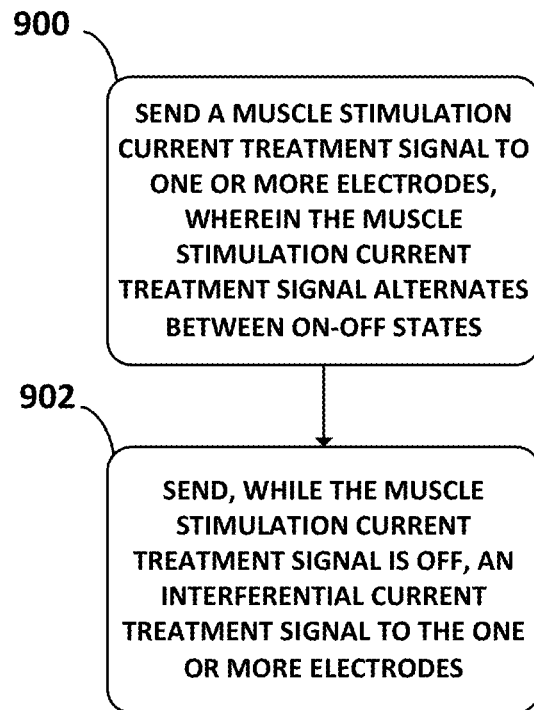 900
SEND A MUSCLE STIMULATION
CURRENT TREATMENT SIGNAL TO
ONE OR MORE ELECTRODES,
WHEREIN THE MUSCLE
STIMULATION CURRENT
TREATMENT SIGNAL ALTERNATES
BETWEEN ON-OFF STATES
902
SEND, WHILE THE MUSCLE
STIMULATION CURRENT
TREATMENT SIGNAL IS OFF, AN
INTERFERENTIAL CURRENT
TREATMENT SIGNAL TO THE ONE
OR MORE ELECTRODES